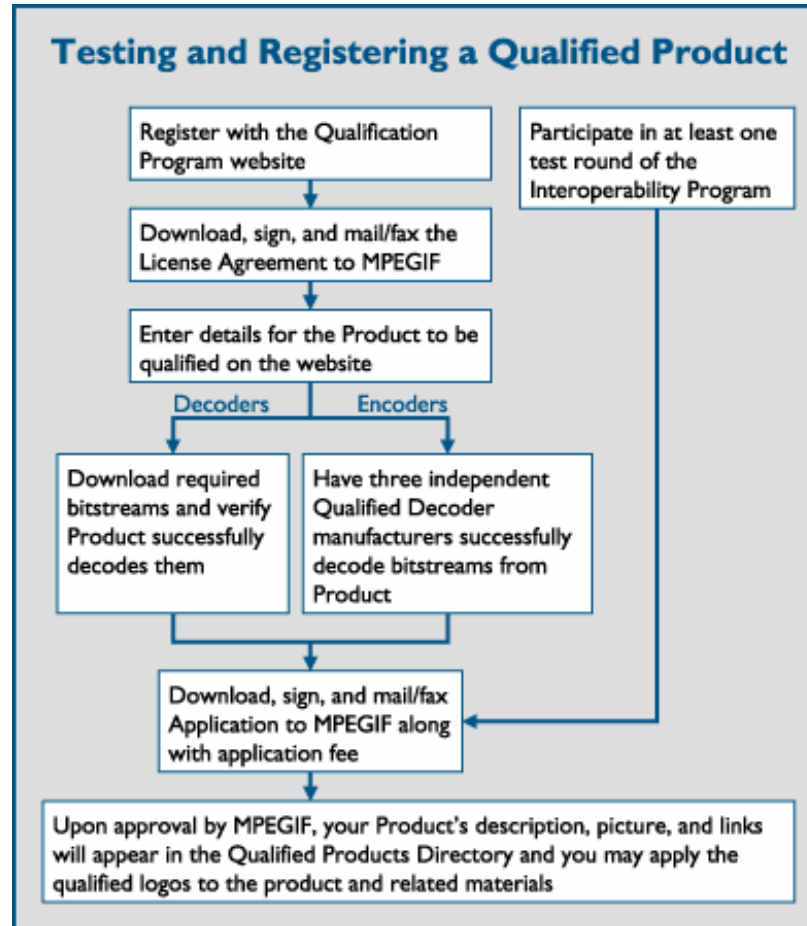 Testing and Registering a Qualified Product
Register with the Qualification
Program website
Participate in at least one
test round of the
Interoperability Program
Download, sign, and mail/fax the
License Agreement to MPEGIF
Enter details for the Product to be
qualified on the website
Decoders
Encoders
Download required
bitstreams and verify
Product successfully
decodes them
Have three independent
Qualified Decoder
manufacturers successfully
decode bitstreams from
Product
Download, sign, and mail/fax
Application to MPEGIF along
with application fee
Upon approval by MPEGIF, your Product's description, picture, and links
will appear in the Qualified Products Directory and you may apply the
qualified logos to the product and related materials